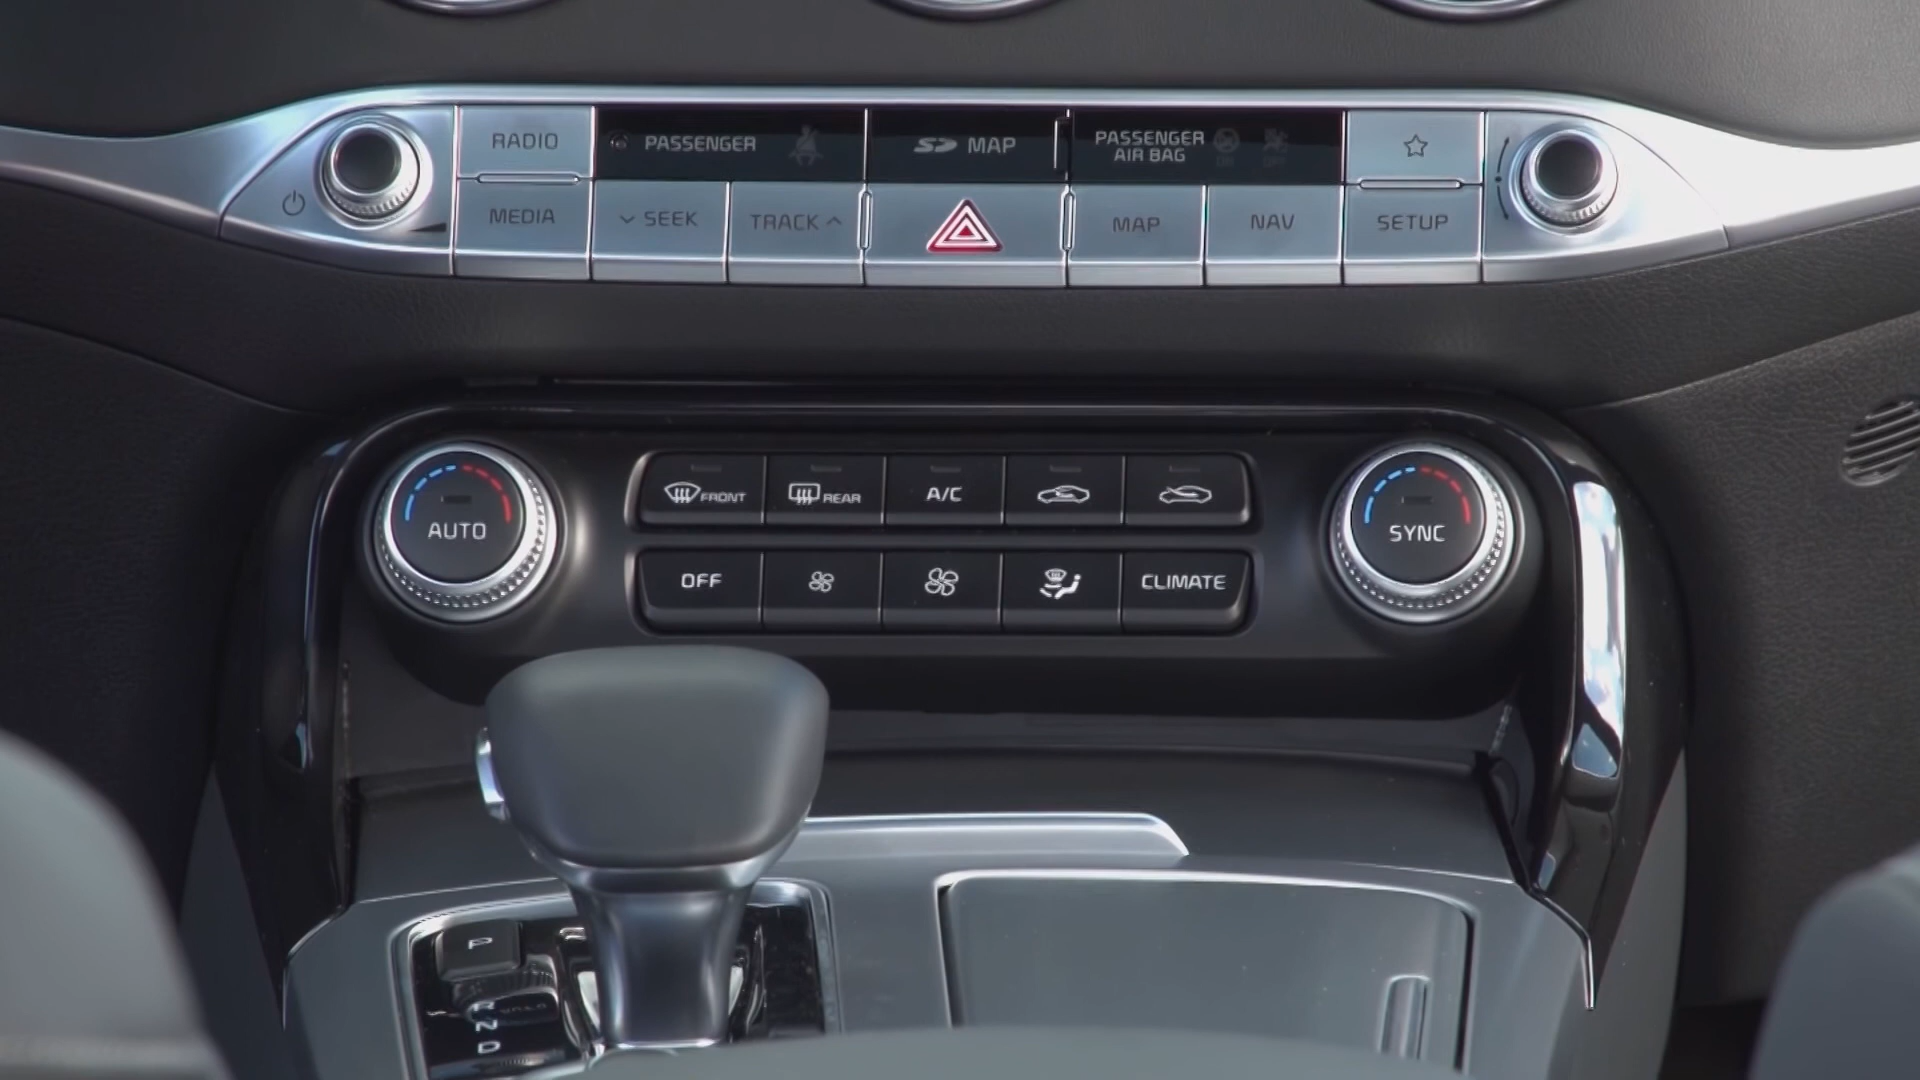 RADIO
PASSENGER
SD MAP
PASSENGER
AIR BAG
MEDIA
SEEK
TRACK
MAP
NAV
SETUP
AUTO
FRONT
REAR
A/C
SYNC
OFF
CLIMATE
P
R
N
D